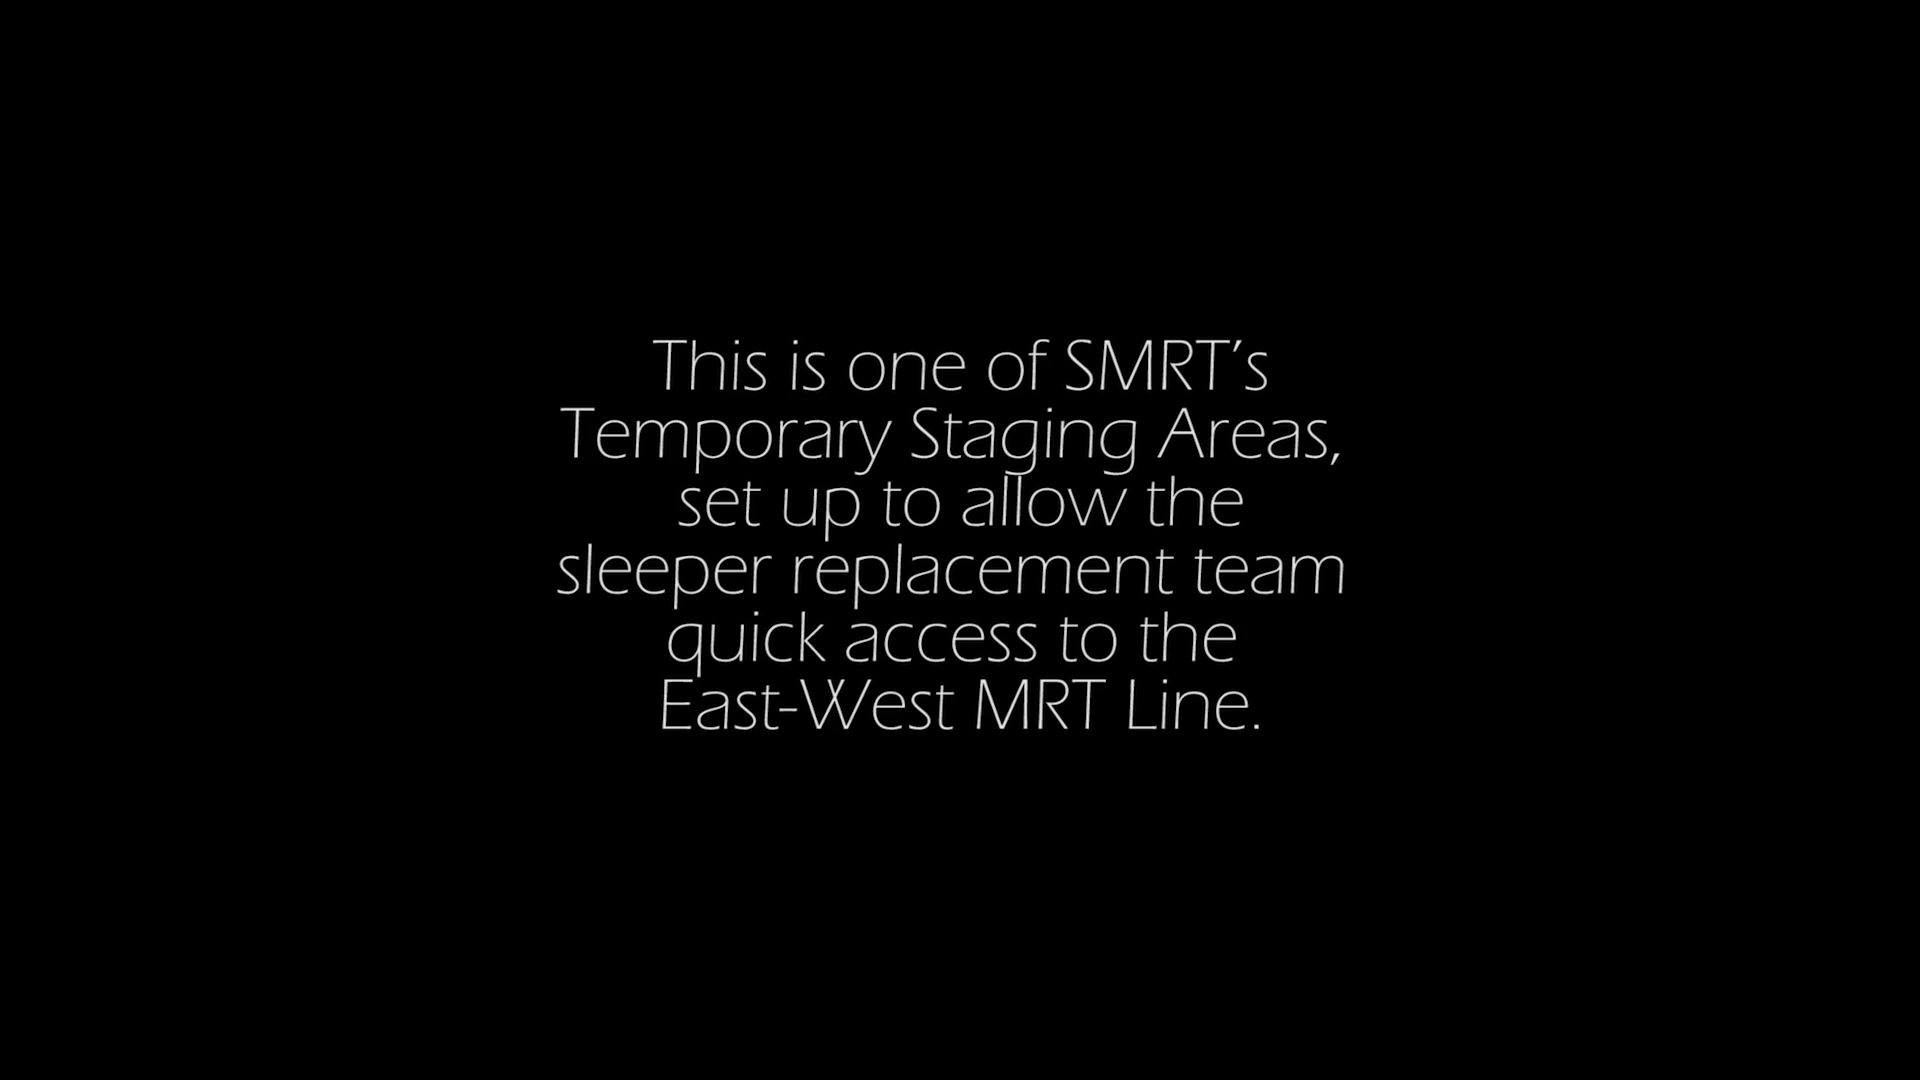 This is one of SMRT’s
Temporary Staging Areas,
set up to allow the
sleeper replacement team
quick access to the
East-West MRT Line.